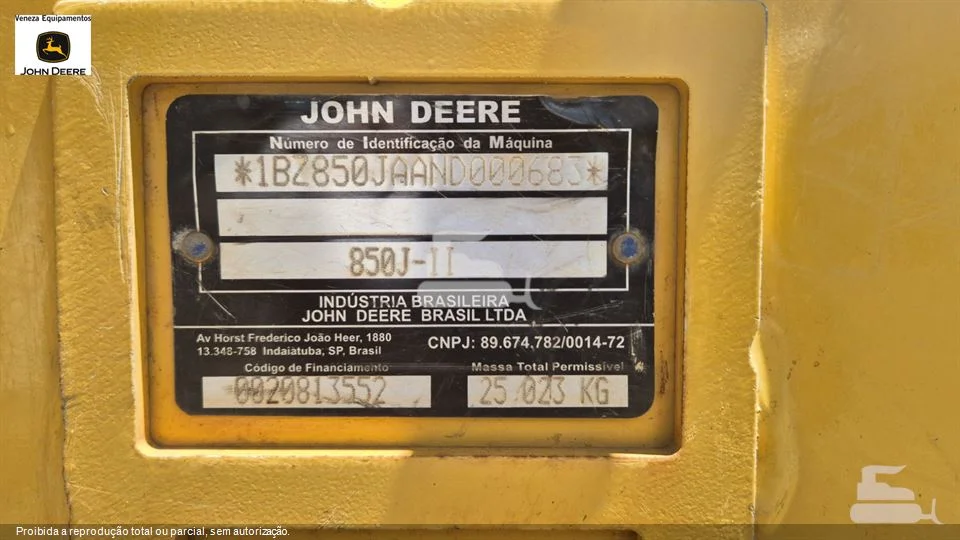 Veneza Equipamentos
JOHN DEERE
JOHN DEERE
Número de Identificação da Máquina
*1BZ850JAAND000683*
850J-II
INDÚSTRIA BRASILEIRA
JOHN DEERE BRASIL LTDA
Av Horst Frederico João Heer, 1880
13.348-758 Indaiatuba, SP, Brasil
CNPJ: 89.674.782/0014-72
Código de Financiamento
Massa Total Permissível
0020813552
25 023 KG
Proibida a reprodução total ou parcial, sem autorização.